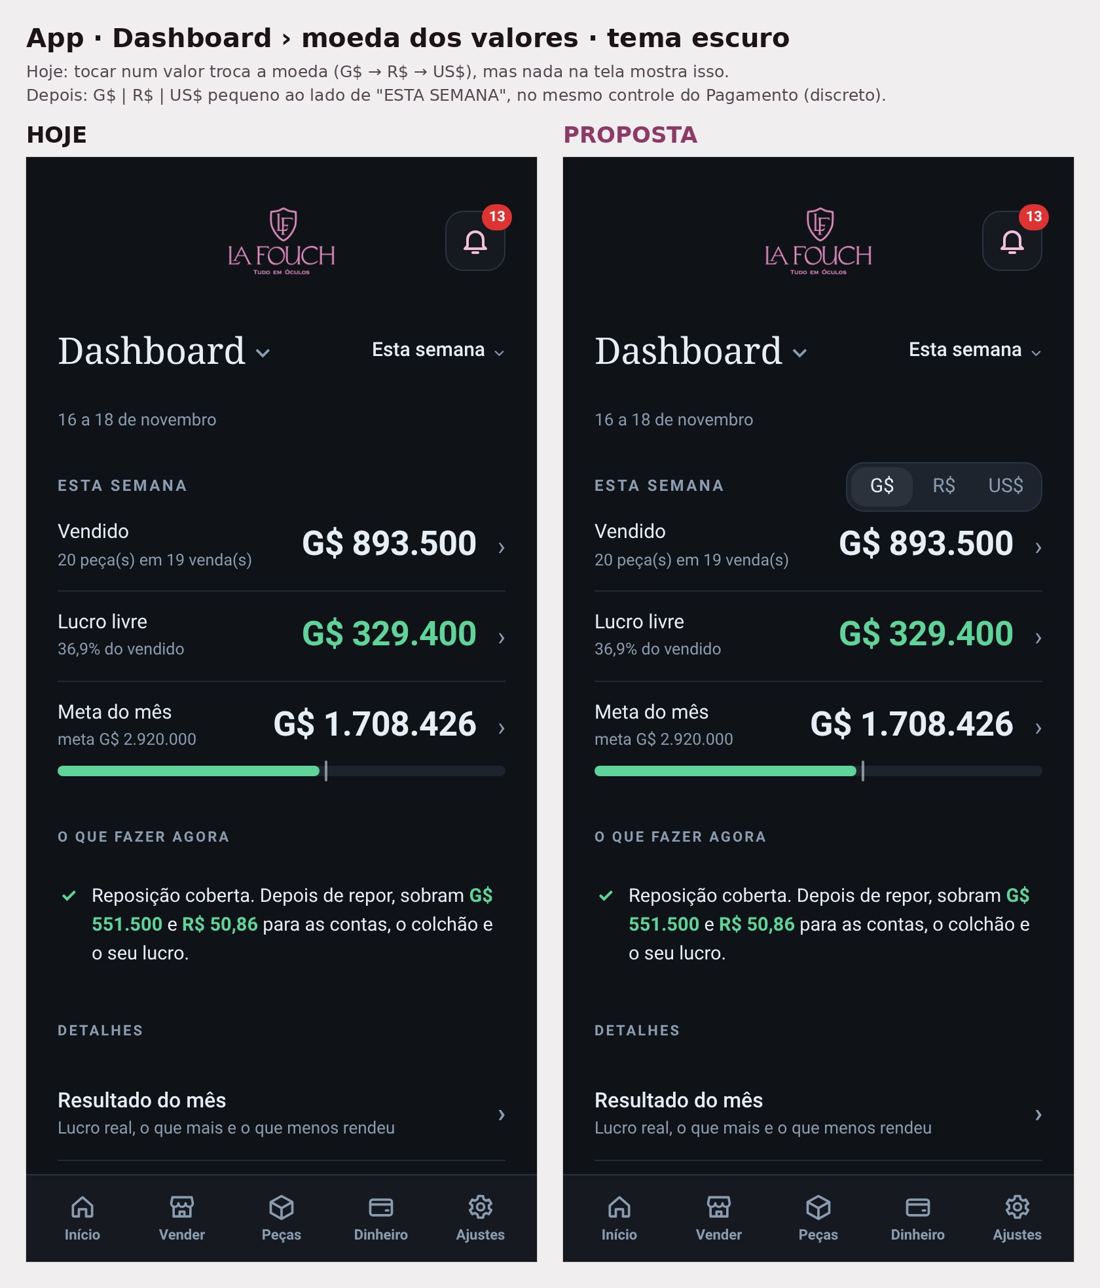 App · Dashboard › moeda dos valores · tema escuro
Hoje: tocar num valor troca a moeda (G$ → R$ → US$), mas nada na tela mostra isso.
Depois: G$ | R$ | US$ pequeno ao lado de "ESTA SEMANA", no mesmo controle do Pagamento (discreto).
HOJE
LF
LA FOUCH
Tudo em Óculos
13
Dashboard
Esta semana
16 a 18 de novembro
ESTA SEMANA
Vendido
G$ 893.500 ›
20 peça(s) em 19 venda(s)
Lucro livre
G$ 329.400 ›
36,9% do vendido
Meta do mês
G$ 1.708.426 ›
meta G$ 2.920.000
O QUE FAZER AGORA
✓ Reposição coberta. Depois de repor, sobram G$
551.500 e R$ 50,86 para as contas, o colchão e
o seu lucro.
DETALHES
Resultado do mês ›
Lucro real, o que mais e o que menos rendeu
Início Vender Peças Dinheiro Ajustes
PROPOSTA
LF
LA FOUCH
Tudo em Óculos
13
Dashboard
Esta semana
16 a 18 de novembro
ESTA SEMANA
G$ R$ US$
Vendido
G$ 893.500 ›
20 peça(s) em 19 venda(s)
Lucro livre
G$ 329.400 ›
36,9% do vendido
Meta do mês
G$ 1.708.426 ›
meta G$ 2.920.000
O QUE FAZER AGORA
✓ Reposição coberta. Depois de repor, sobram G$
551.500 e R$ 50,86 para as contas, o colchão e
o seu lucro.
DETALHES
Resultado do mês ›
Lucro real, o que mais e o que menos rendeu
Início Vender Peças Dinheiro Ajustes